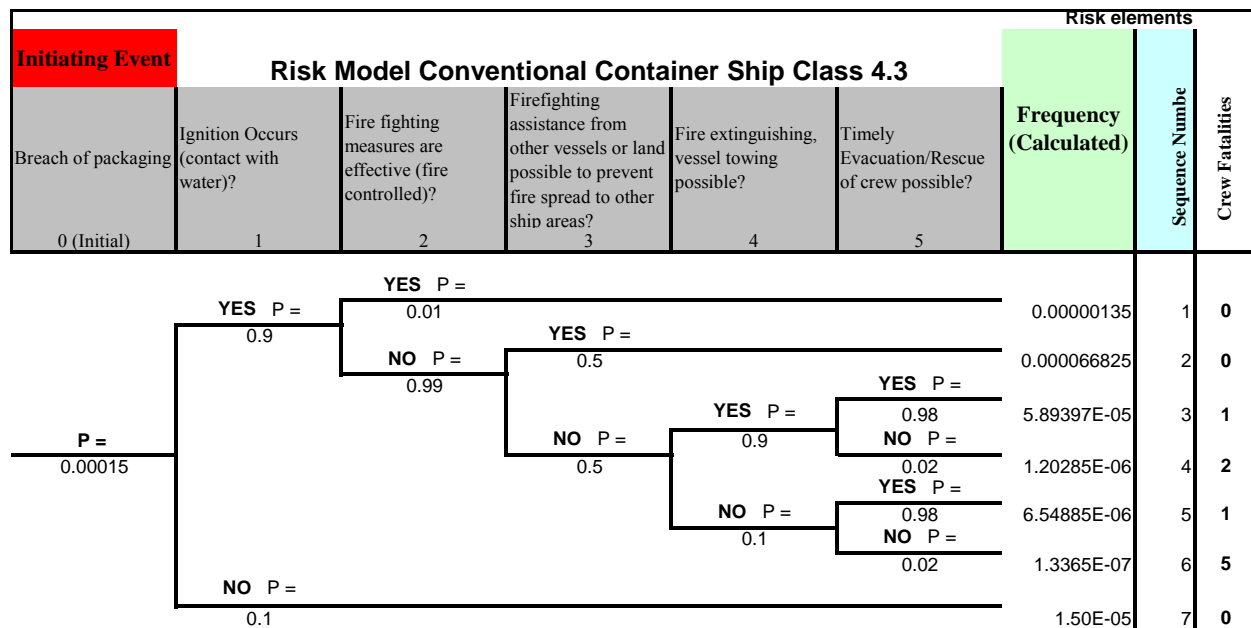 Risk elements
Initiating Event
Risk Model Conventional Container Ship Class 4.3
Breach of packaging
0 (Initial)
Ignition Occurs
(contact with
water)?
1
Fire fighting
measures are
effective (fire
controlled)?
2
Firefighting
assistance from
other vessels or land
possible to prevent
fire spread to other
ship areas?
3
Fire extinguishing,
vessel towing
possible?
4
Timely
Evacuation/Rescue
of crew possible?
5
Frequency
(Calculated)
Sequence Numbe
Crew Fatalities
YES P =
0.01
0.00000135 1 0
YES P =
0.9
YES P =
0.5
0.000066825 2 0
NO P =
0.99
YES P =
0.98
5.89397E-05 3 1
YES P =
0.9
P =
0.00015
NO P =
0.5
NO P =
0.02
1.20285E-06 4 2
YES P =
0.98
6.54885E-06 5 1
NO P =
0.1
NO P =
0.02
1.3365E-07 6 5
NO P =
0.1
1.50E-05 7 0